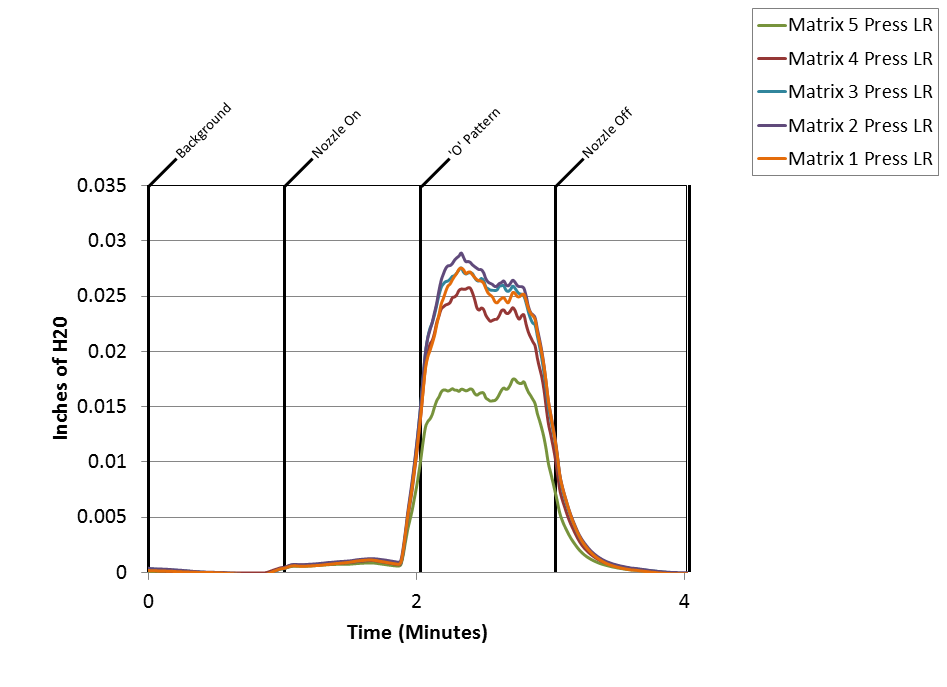 Matrix 5 Press LR
Matrix 4 Press LR
Matrix 3 Press LR
Matrix 2 Press LR
Matrix 1 Press LR
Background
Nozzle On
'O' Pattern
Nozzle Off
0.035
0.03
0.025
0.02
0.015
0.01
0.005
0
Inches of H20
0 2 4
Time (Minutes)